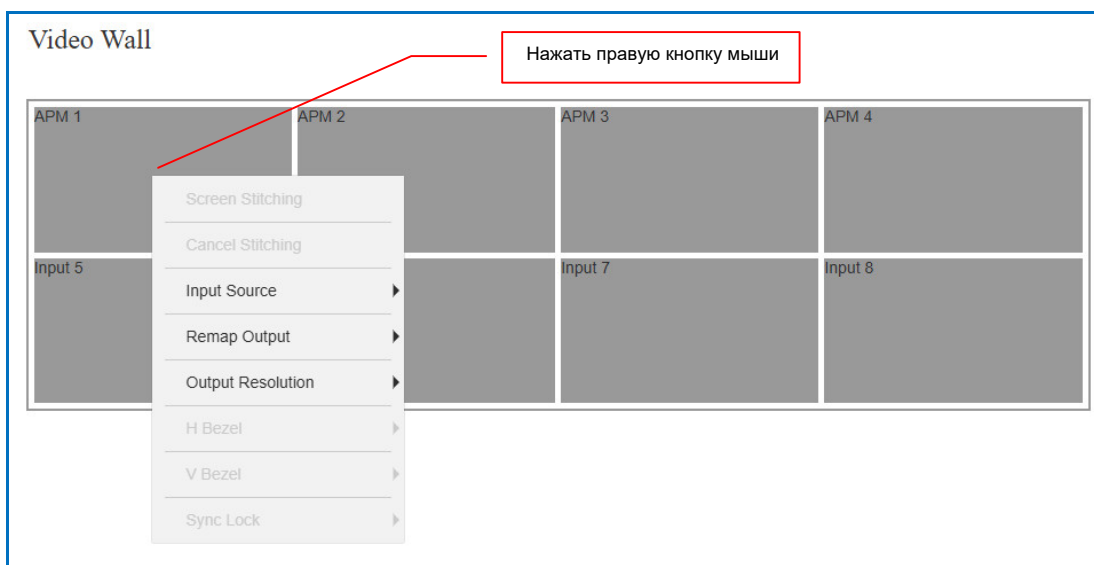 Video Wall
Нажать правую кнопку мыши
APM 1
APM 2
APM 3
APM 4
Screen Stitching
Cancel Stitching
Input 5
Input 7
Input 8
Input Source
Remap Output
Output Resolution
H Bezel
V Bezel
Sync Lock